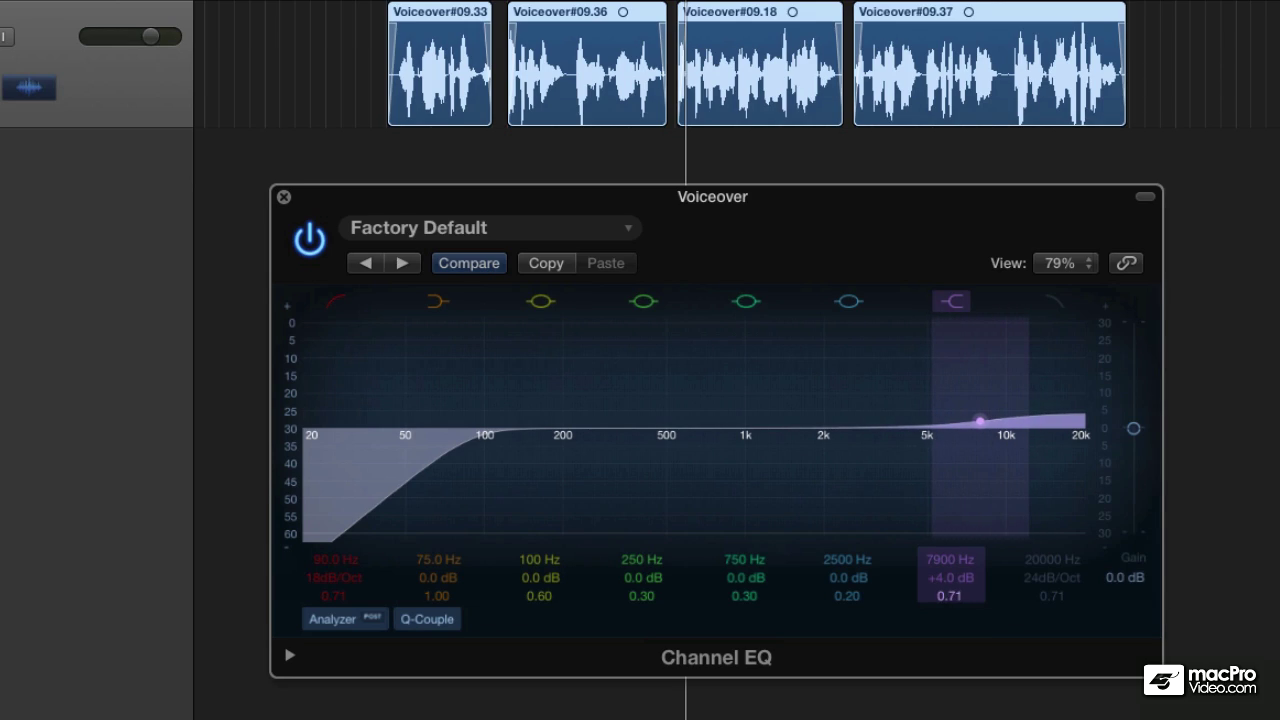 Voiceover#09.33 Voiceover#09.36 Voiceover#09.18 Voiceover#09.37
I
Voiceover
Factory Default
Compare Copy Paste View: 79%
+ +
0 30
5 25
10 20
15 15
20 10
25 5
30 20 50 100 200 500 1k 2k 5k 10k 20k 0
35 5
40 10
45 15
50 20
55 25
60 30
- -
90.0 Hz 75.0 Hz 100 Hz 250 Hz 750 Hz 2500 Hz 7900 Hz 20000 Hz Gain
18dB/Oct 0.0 dB 0.0 dB 0.0 dB 0.0 dB 0.0 dB +4.0 dB 24dB/Oct 0.0 dB
0.71 1.00 0.60 0.30 0.30 0.20 0.71 0.71
Analyzer POST Q-Couple
Channel EQ
macPro
Video.com